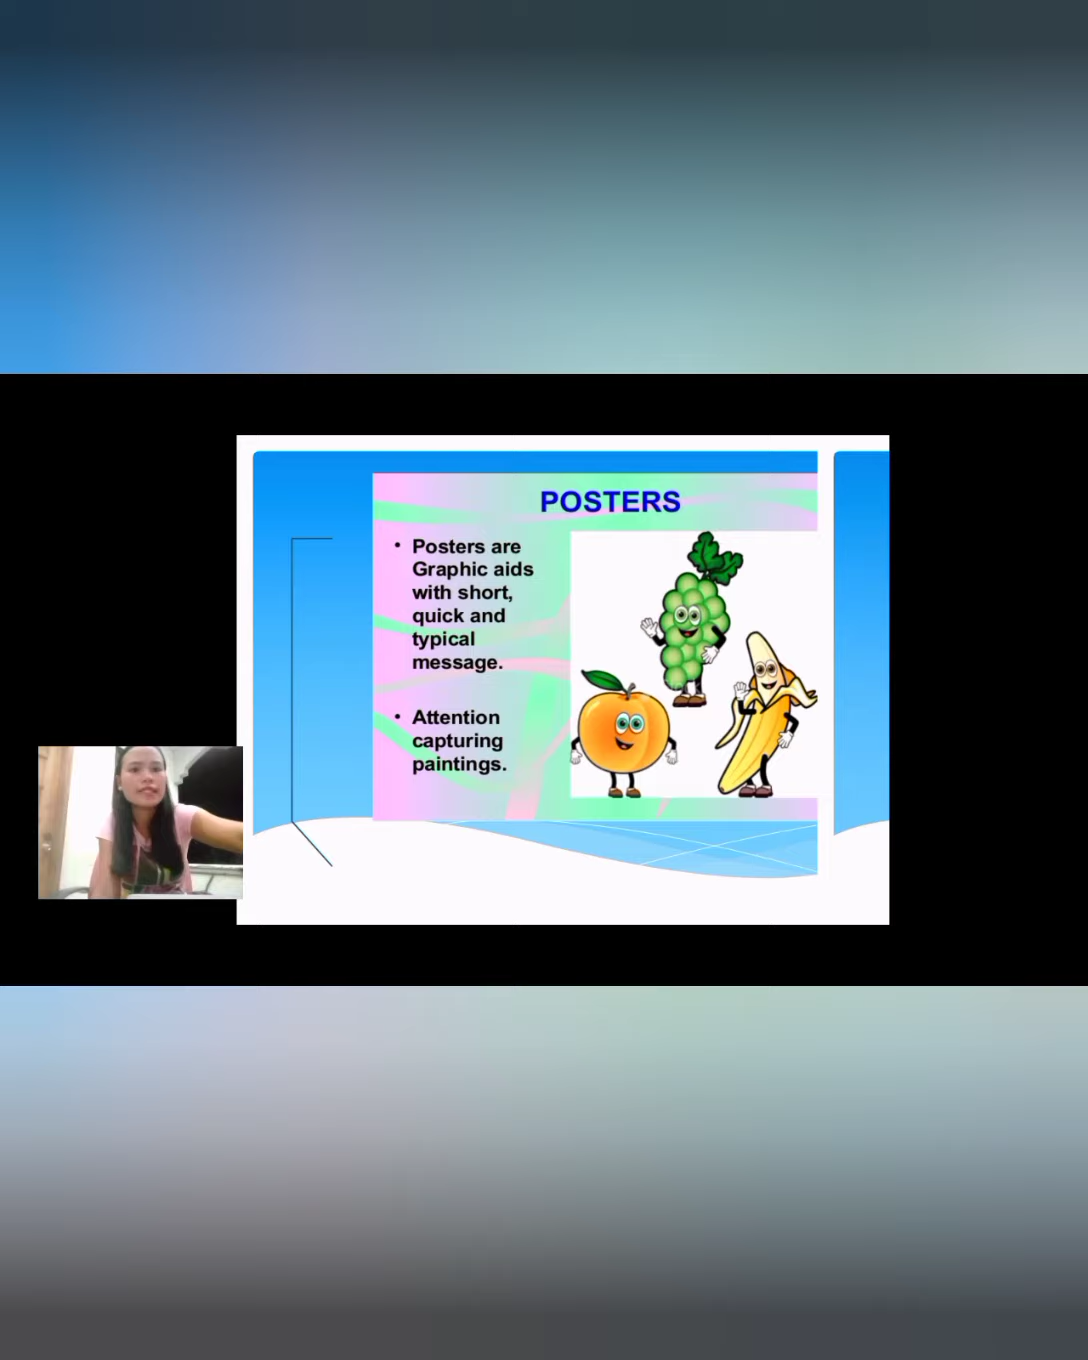 POSTERS
• Posters are
Graphic aids
with short,
quick and
typical
message.
• Attention
capturing
paintings.